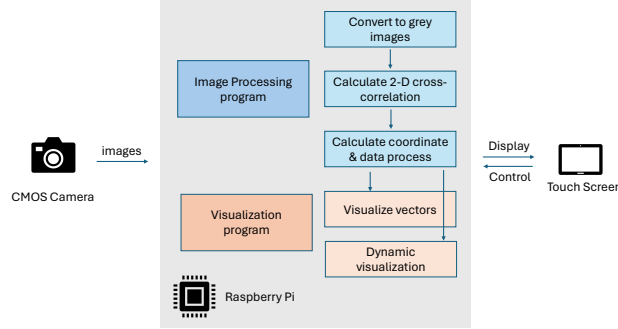 Convert to grey
images
Image Processing
program
Calculate 2-D cross-
correlation
images
CMOS Camera
Calculate coordinate
& data process
Display
Control
Touch Screen
Visualization
program
Visualize vectors
Dynamic
visualization
Raspberry Pi